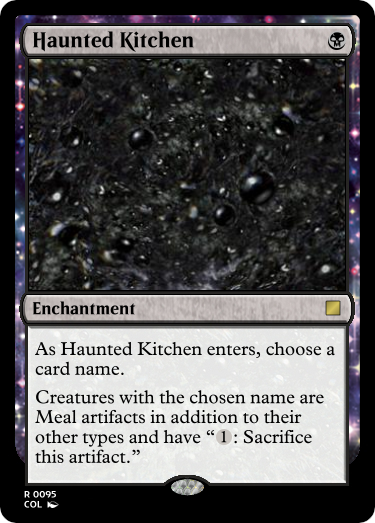 Haunted Kitchen
Enchantment
As Haunted Kitchen enters, choose a
card name.
Creatures with the chosen name are
Meal artifacts in addition to their
other types and have “1: Sacrifice
this artifact.”
R 0095
COL